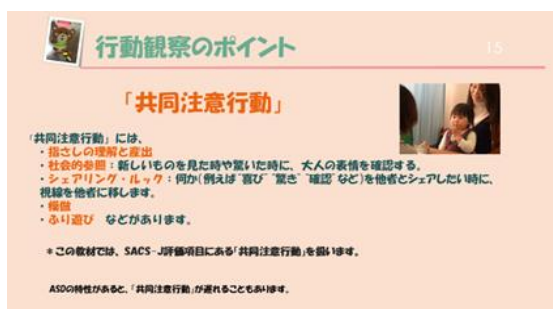 行動観察のポイント
15
「共同注意行動」
「共同注意行動」には、
・指さしの理解と産出
・社会的参照：新しいものを見た時や驚いた時に、大人の表情を確認する。
・シェアリング・ルック：何か(例えば゛喜び゛゛驚き゛゛確認゛など)を他者とシェアしたい時に、
視線を他者に移します。
・模倣
・ふり遊び などがあります。
＊この教材では、SACS-J評価項目にある「共同注意行動」を扱います。
ASDの特性があると、「共同注意行動」が遅れることもあります。